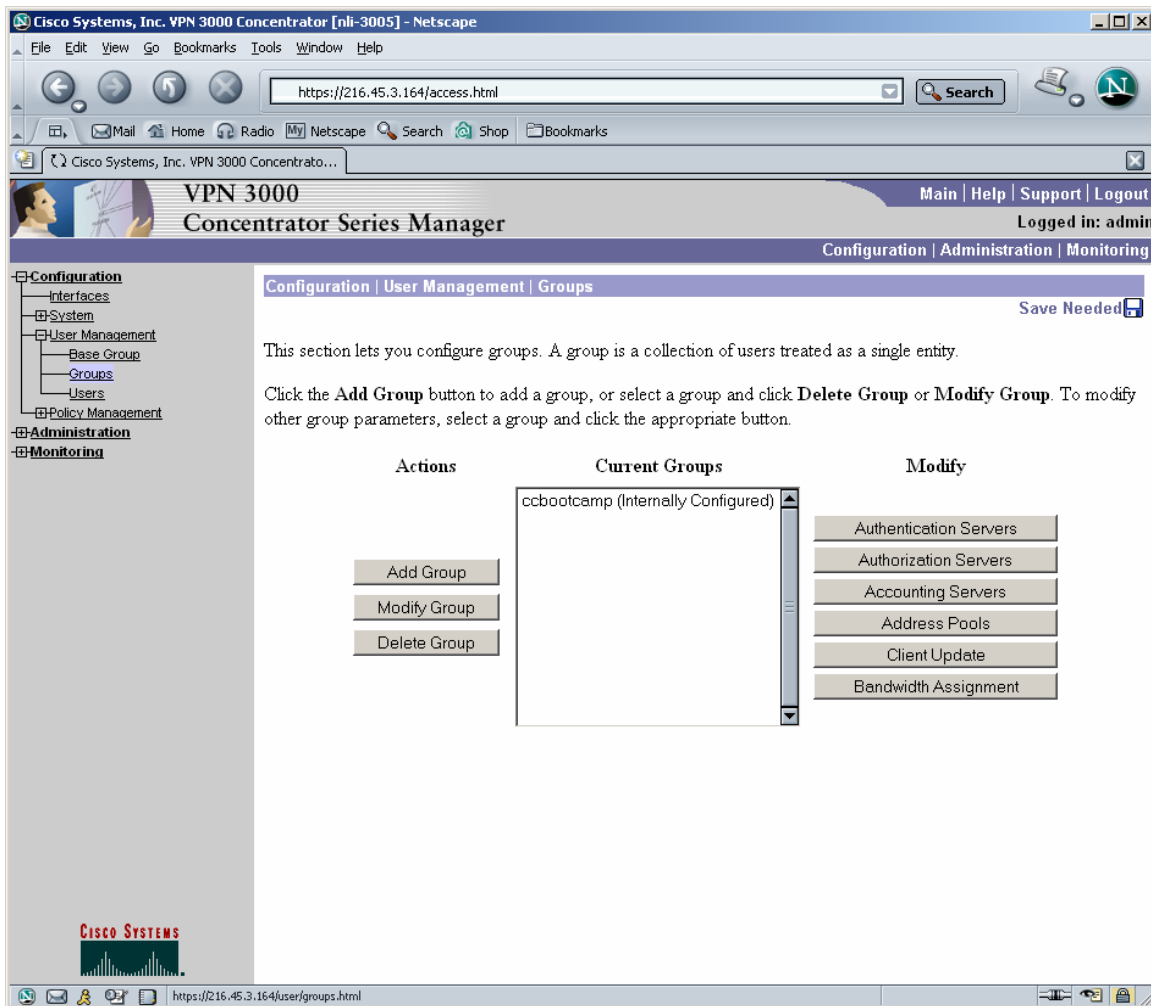 Cisco Systems, Inc. VPN 3000 Concentrator [nli-3005] - Netscape
File Edit View Go Bookmarks Tools Window Help
https://216.45.3.164/access.html
Search
N
Mail Home Radio My Netscape Search Shop Bookmarks
Cisco Systems, Inc. VPN 3000 Concentrato...
VPN 3000
Concentrator Series Manager
Main | Help | Support | Logout
Logged in: admin
Configuration | Administration | Monitoring
Configuration
Interfaces
System
User Management
Base Group
Groups
Users
Policy Management
Administration
Monitoring
Configuration | User Management | Groups
Save Needed
This section lets you configure groups. A group is a collection of users treated as a single entity.
Click the Add Group button to add a group, or select a group and click Delete Group or Modify Group. To modify
other group parameters, select a group and click the appropriate button.
Actions
Current Groups
Modify
ccbootcamp (Internally Configured)
Add Group
Modify Group
Delete Group
Authentication Servers
Authorization Servers
Accounting Servers
Address Pools
Client Update
Bandwidth Assignment
CISCO SYSTEMS
https://216.45.3.164/user/groups.html